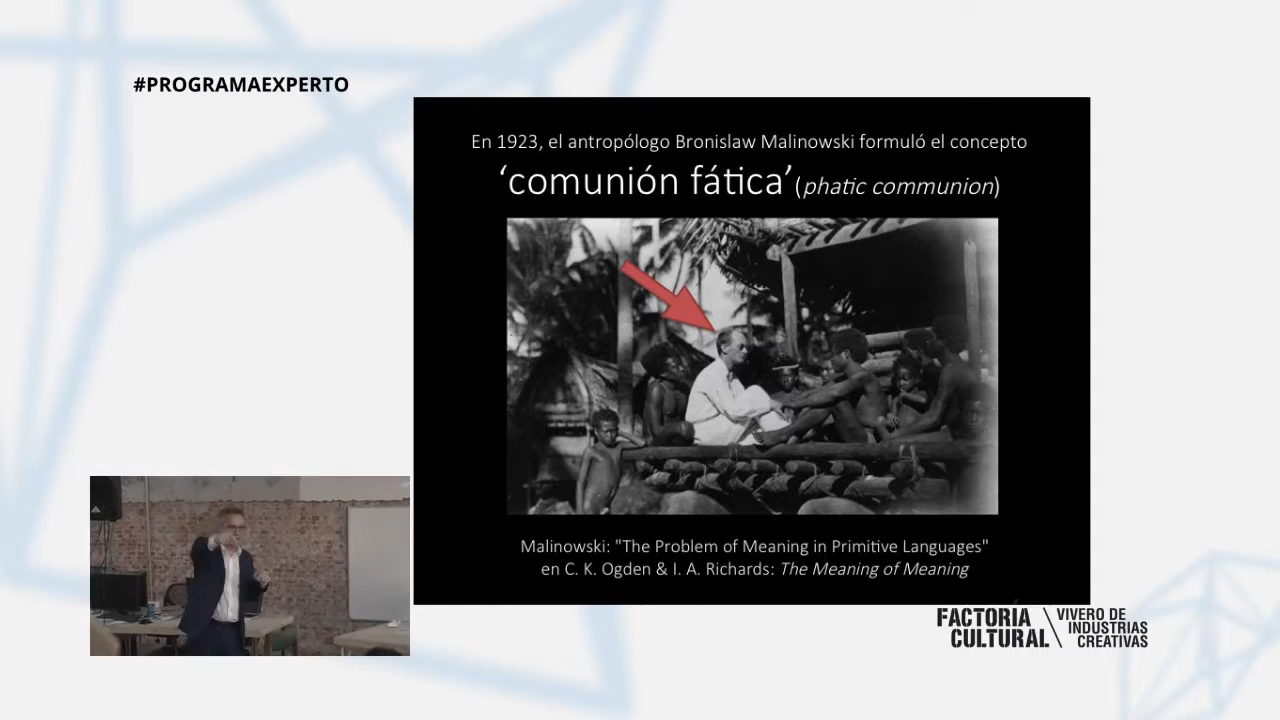 #PROGRAMAEXPERTO
En 1923, el antropólogo Bronislaw Malinowski formuló el concepto
‘comunión fática’ (phatic communion)
Malinowski: "The Problem of Meaning in Primitive Languages"
en C. K. Ogden & I. A. Richards: The Meaning of Meaning
FACTORÍA
CULTURAL
VIVERO DE
INDUSTRIAS
CREATIVAS